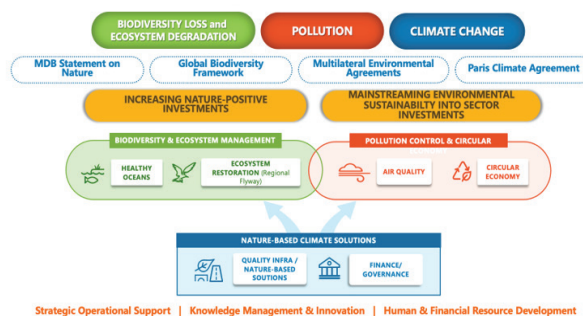 BIODIVERSITY LOSS and
ECOSYSTEM DEGRADATION
POLLUTION
CLIMATE CHANGE
MDB Statement on
Nature
Global Biodiversity
Framework
Multilateral Environmental
Agreements
Paris Climate Agreement
INCREASING NATURE-POSITIVE
INVESTMENTS
MAINSTREAMING ENVIRONMENTAL
SUSTAINABILTY INTO SECTOR
INVESTMENTS
BIODIVERSITY & ECOSYSTEM MANAGEMENT
POLLUTION CONTROL & CIRCULAR
HEALTHY
OCEANS
ECOSYSTEM
RESTORATION (Regional
Flyway)
AIR QUALITY
CIRCULAR
ECONOMY
NATURE-BASED CLIMATE SOLUTIONS
QUALITY INFRA /
NATURE-BASED
SOUTIONS
FINANCE/
GOVERNANCE
Strategic Operational Support | Knowledge Management & Innovation | Human & Financial Resource Development